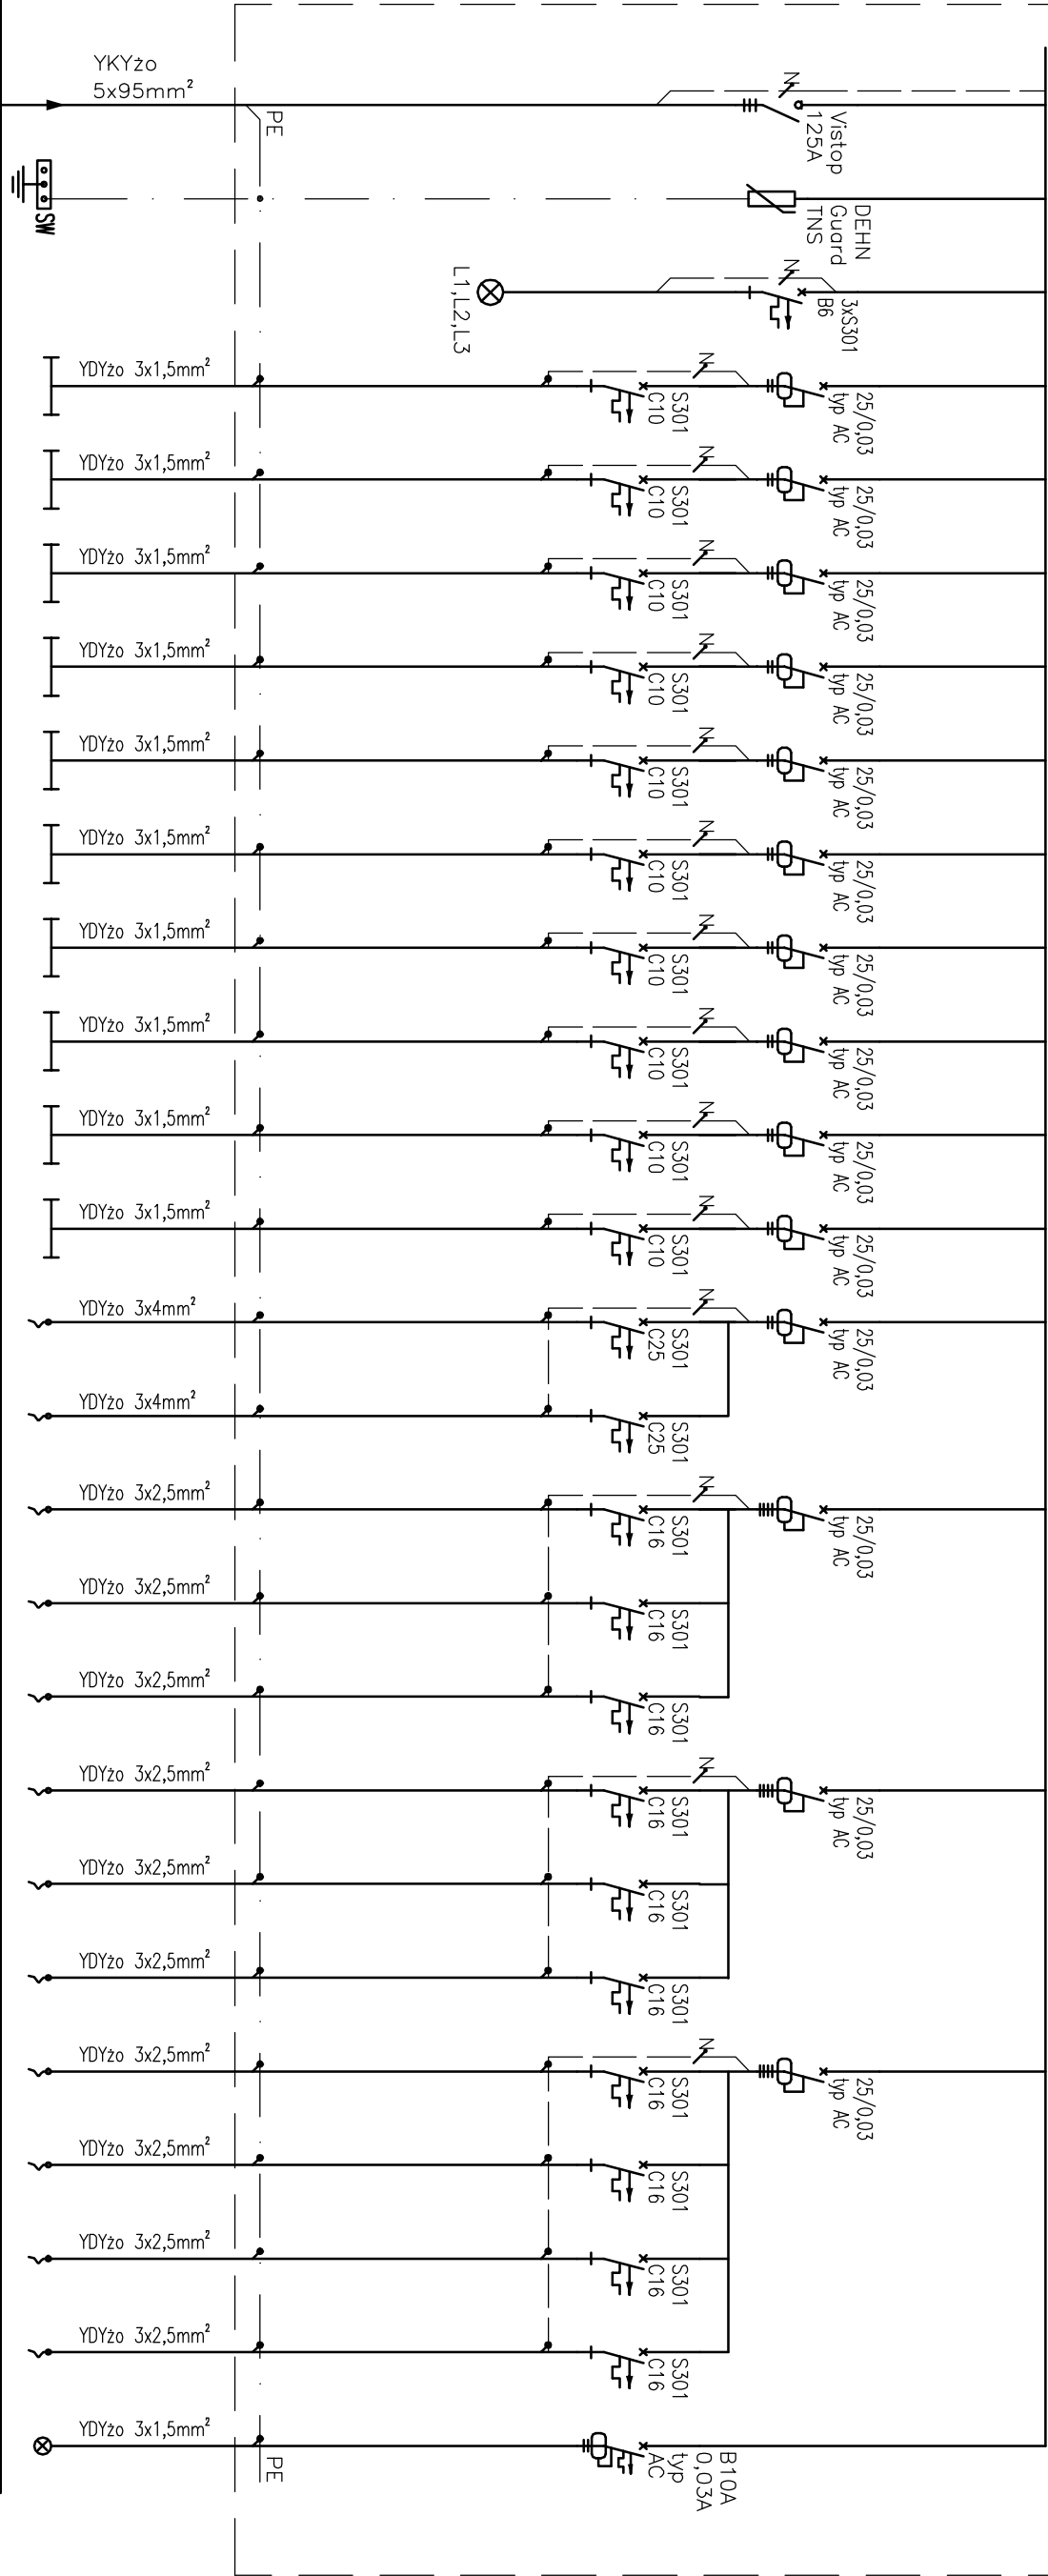 YKYżo
5x95mm²
PE
N
Vistop
125A
SW
DEHN
Guard
TNS
L1,L2,L3
N
3xS301
B6
YDYżo 3x1,5mm²
S301
C10
N
25/0,03
typ AC
YDYżo 3x1,5mm²
S301
C10
N
25/0,03
typ AC
YDYżo 3x1,5mm²
S301
C10
N
25/0,03
typ AC
YDYżo 3x1,5mm²
S301
C10
N
25/0,03
typ AC
YDYżo 3x1,5mm²
S301
C10
N
25/0,03
typ AC
YDYżo 3x1,5mm²
S301
C10
N
25/0,03
typ AC
YDYżo 3x1,5mm²
S301
C10
N
25/0,03
typ AC
YDYżo 3x1,5mm²
S301
C10
N
25/0,03
typ AC
YDYżo 3x1,5mm²
S301
C10
N
25/0,03
typ AC
YDYżo 3x1,5mm²
S301
C10
N
25/0,03
typ AC
YDYżo 3x4mm²
S301
C25
N
25/0,03
typ AC
YDYżo 3x4mm²
S301
C25
YDYżo 3x2,5mm²
S301
C16
N
25/0,03
typ AC
YDYżo 3x2,5mm²
S301
C16
YDYżo 3x2,5mm²
S301
C16
YDYżo 3x2,5mm²
S301
C16
N
25/0,03
typ AC
YDYżo 3x2,5mm²
S301
C16
YDYżo 3x2,5mm²
S301
C16
YDYżo 3x2,5mm²
S301
C16
N
25/0,03
typ AC
YDYżo 3x2,5mm²
S301
C16
YDYżo 3x2,5mm²
S301
C16
YDYżo 3x2,5mm²
S301
C16
YDYżo 3x1,5mm²
PE
B10A
0,03A
typ
AC